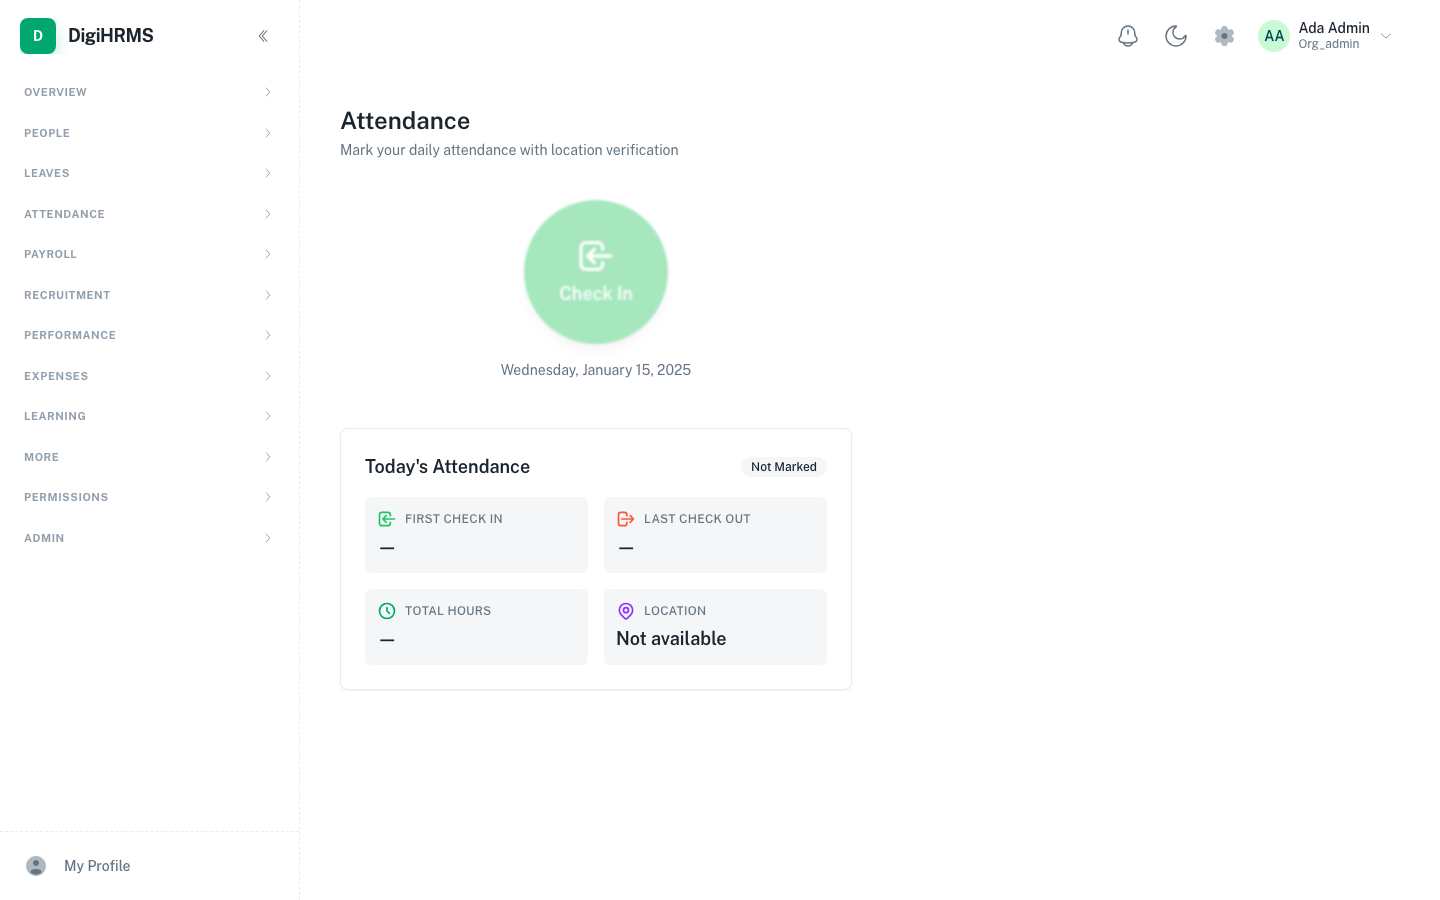 D DigiHRMS
Ada Admin
AA
Org_admin
OVERVIEW
PEOPLE
LEAVES
ATTENDANCE
PAYROLL
RECRUITMENT
PERFORMANCE
EXPENSES
LEARNING
MORE
PERMISSIONS
ADMIN
My Profile
Attendance
Mark your daily attendance with location verification
Check In
Wednesday, January 15, 2025
Today's Attendance
Not Marked
FIRST CHECK IN
—
LAST CHECK OUT
—
TOTAL HOURS
—
LOCATION
Not available